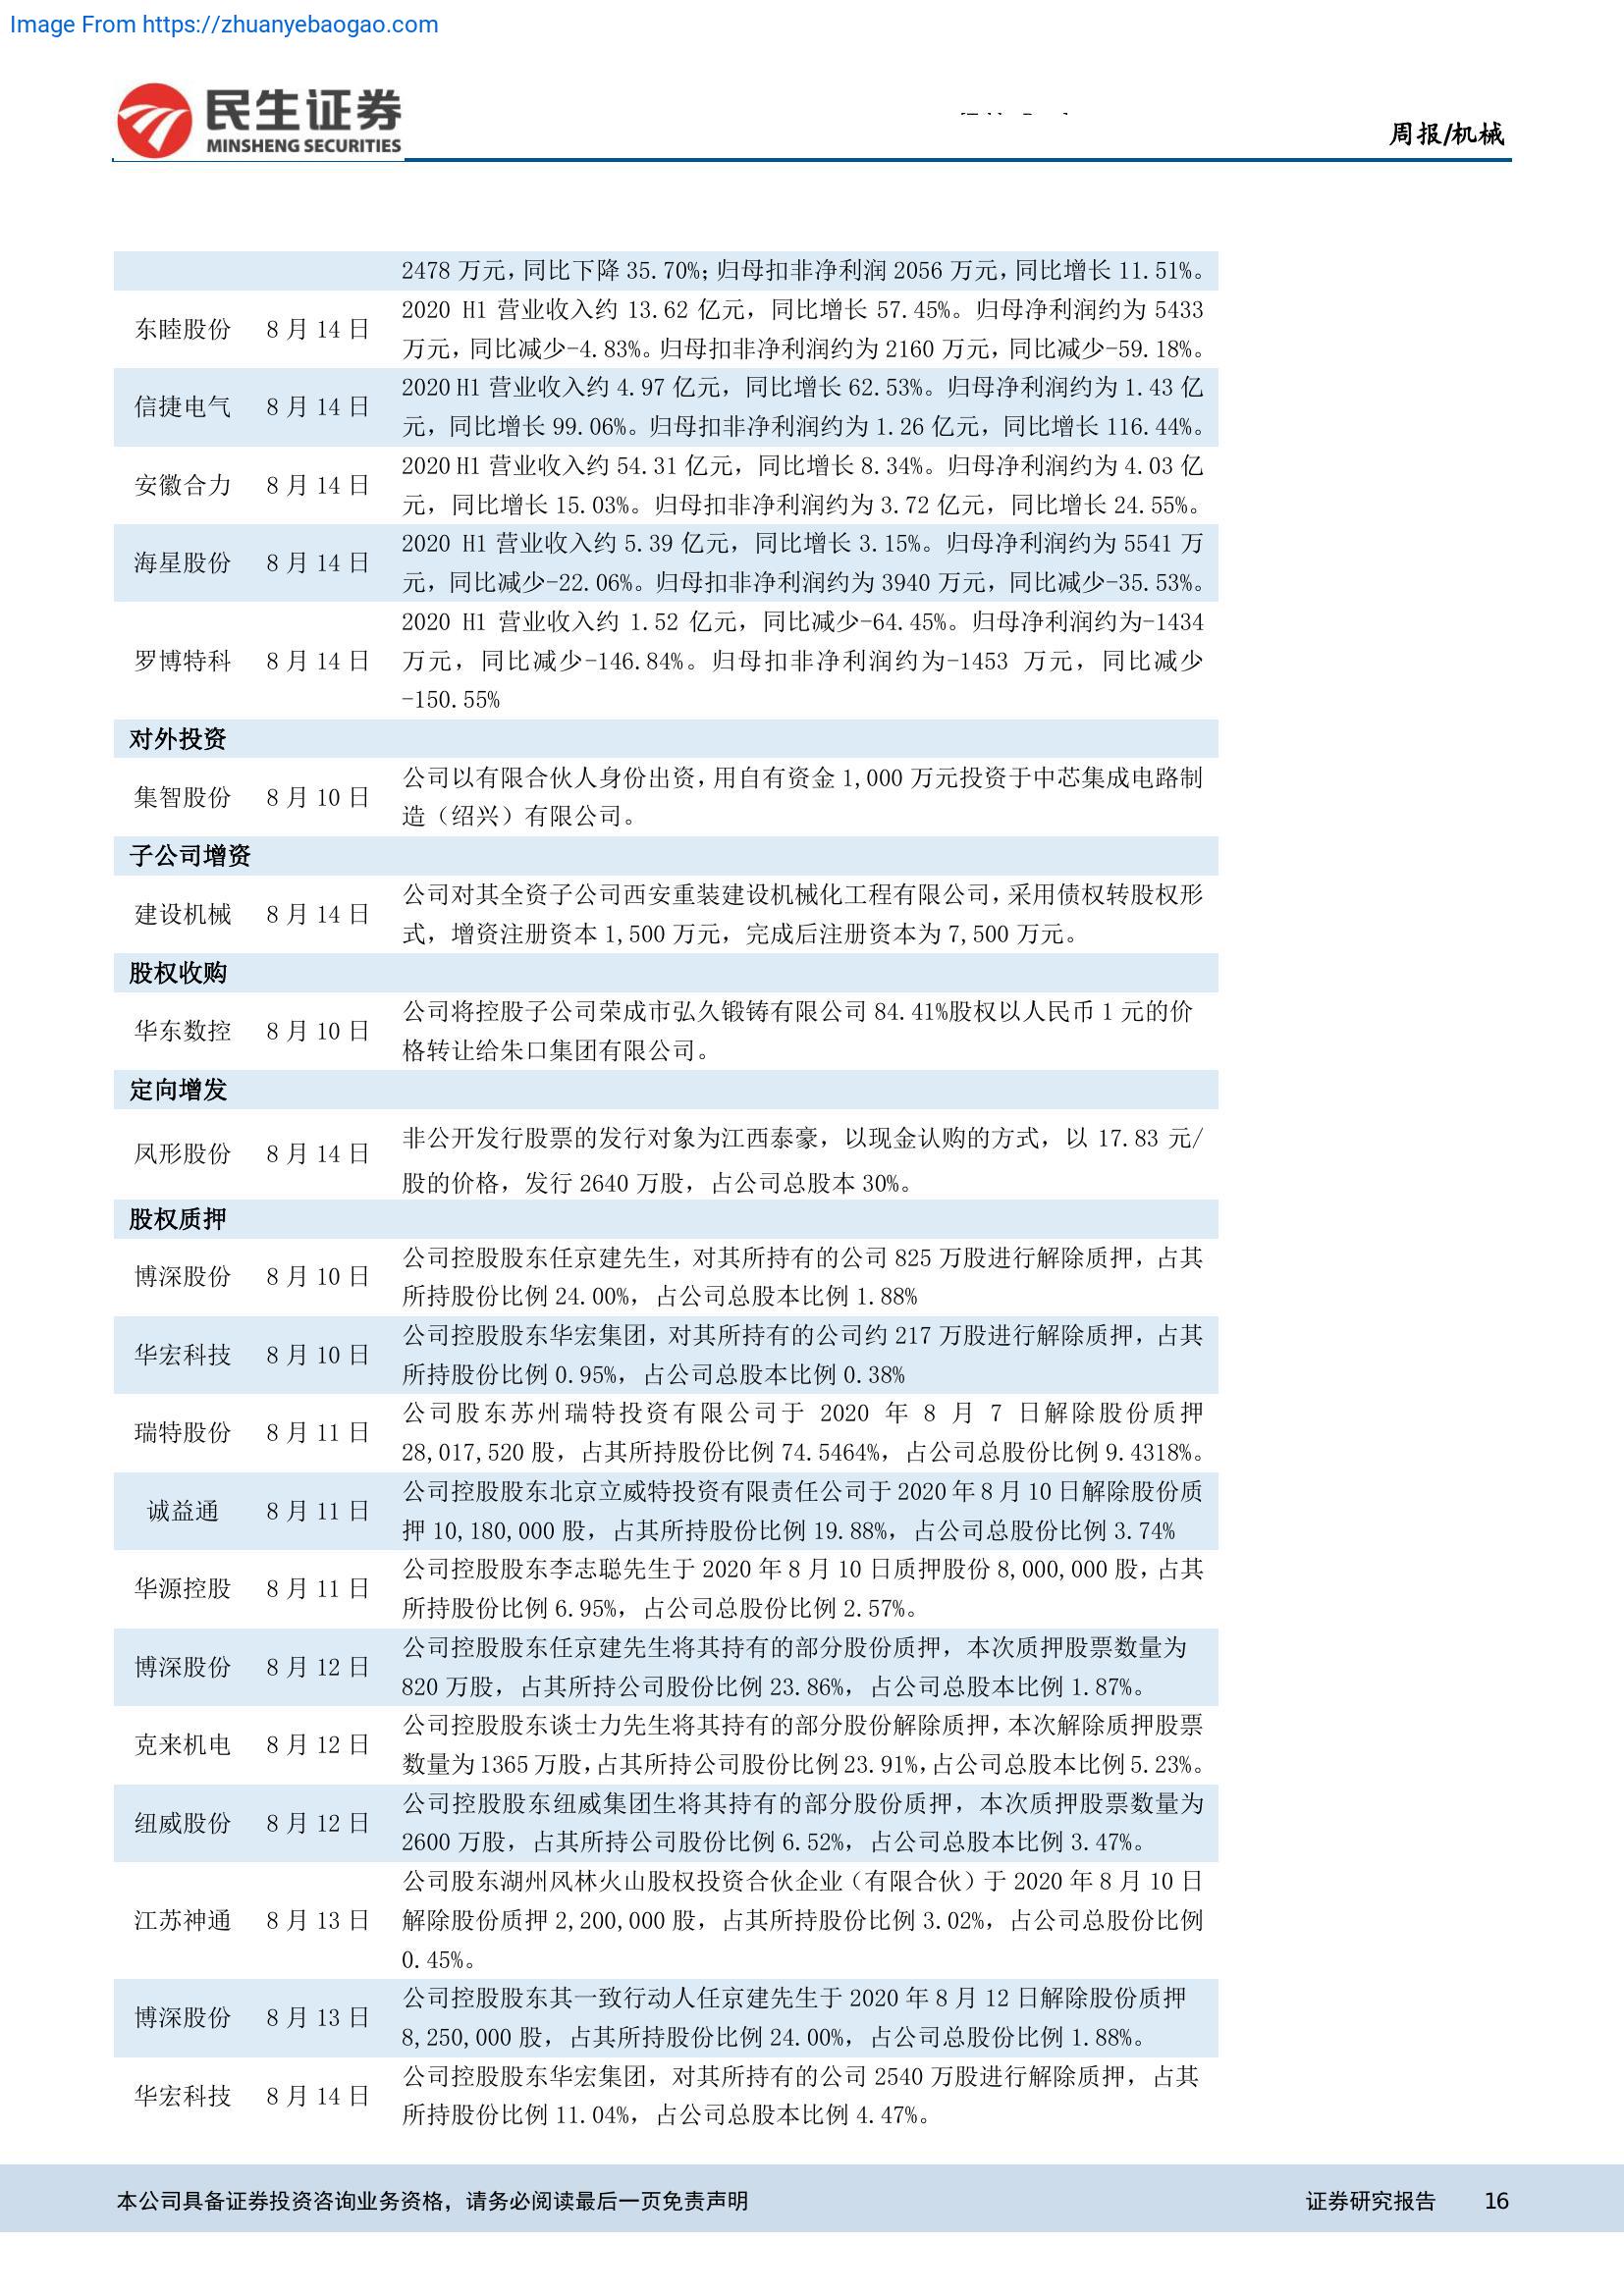 Image From https://zhuanyebaogao.com
民生证券
MINSHENG SECURITIES
周报/机械
2478 万元，同比下降 35.70%；归母扣非净利润 2056 万元，同比增长 11.51%。
东睦股份 8 月 14 日
2020 H1 营业收入约 13.62 亿元，同比增长 57.45%。归母净利润约为 5433
万元，同比减少-4.83%。归母扣非净利润约为 2160 万元，同比减少-59.18%。
信捷电气 8 月 14 日
2020 H1 营业收入约 4.97 亿元，同比增长 62.53%。归母净利润约为 1.43 亿
元，同比增长 99.06%。归母扣非净利润约为 1.26 亿元，同比增长 116.44%。
安徽合力 8 月 14 日
2020 H1 营业收入约 54.31 亿元，同比增长 8.34%。归母净利润约为 4.03 亿
元，同比增长 15.03%。归母扣非净利润约为 3.72 亿元，同比增长 24.55%。
海星股份 8 月 14 日
2020 H1 营业收入约 5.39 亿元，同比增长 3.15%。归母净利润约为 5541 万
元，同比减少-22.06%。归母扣非净利润约为 3940 万元，同比减少-35.53%。
罗博特科 8 月 14 日
2020 H1 营业收入约 1.52 亿元，同比减少-64.45%。归母净利润约为-1434
万元，同比减少-146.84%。归母扣非净利润约为-1453 万元，同比减少
-150.55%
对外投资
集智股份 8 月 10 日
公司以有限合伙人身份出资，用自有资金 1,000 万元投资于中芯集成电路制
造（绍兴）有限公司。
子公司增资
建设机械 8 月 14 日
公司对其全资子公司西安重装建设机械化工程有限公司，采用债权转股权形
式，增资注册资本 1,500 万元，完成后注册资本为 7,500 万元。
股权收购
华东数控 8 月 10 日
公司将控股子公司荣成市弘久锻铸有限公司 84.41%股权以人民币 1 元的价
格转让给朱口集团有限公司。
定向增发
凤形股份 8 月 14 日
非公开发行股票的发行对象为江西泰豪，以现金认购的方式，以 17.83 元/
股的价格，发行 2640 万股，占公司总股本 30%。
股权质押
博深股份 8 月 10 日
公司控股股东任京建先生，对其所持有的公司 825 万股进行解除质押，占其
所持股份比例 24.00%，占公司总股本比例 1.88%
华宏科技 8 月 10 日
公司控股股东华宏集团，对其所持有的公司约 217 万股进行解除质押，占其
所持股份比例 0.95%，占公司总股本比例 0.38%
瑞特股份 8 月 11 日
公司股东苏州瑞特投资有限公司于 2020 年 8 月 7 日解除股份质押
28,017,520 股，占其所持股份比例 74.5464%，占公司总股份比例 9.4318%。
诚益通 8 月 11 日
公司控股股东北京立威特投资有限责任公司于 2020 年 8 月 10 日解除股份质
押 10,180,000 股，占其所持股份比例 19.88%，占公司总股份比例 3.74%
华源控股 8 月 11 日
公司控股股东李志聪先生于 2020 年 8 月 10 日质押股份 8,000,000 股，占其
所持股份比例 6.95%，占公司总股份比例 2.57%。
博深股份 8 月 12 日
公司控股股东任京建先生将其持有的部分股份质押，本次质押股票数量为
820 万股，占其所持公司股份比例 23.86%，占公司总股本比例 1.87%。
克来机电 8 月 12 日
公司控股股东谈士力先生将其持有的部分股份解除质押，本次解除质押股票
数量为 1365 万股，占其所持公司股份比例 23.91%，占公司总股本比例 5.23%。
纽威股份 8 月 12 日
公司控股股东纽威集团生将其持有的部分股份质押，本次质押股票数量为
2600 万股，占其所持公司股份比例 6.52%，占公司总股本比例 3.47%。
江苏神通 8 月 13 日
公司股东湖州风林火山股权投资合伙企业（有限合伙）于 2020 年 8 月 10 日
解除股份质押 2,200,000 股，占其所持股份比例 3.02%，占公司总股份比例
0.45%。
博深股份 8 月 13 日
公司控股股东其一致行动人任京建先生于 2020 年 8 月 12 日解除股份质押
8,250,000 股，占其所持股份比例 24.00%，占公司总股份比例 1.88%。
华宏科技 8 月 14 日
公司控股股东华宏集团，对其所持有的公司 2540 万股进行解除质押，占其
所持股份比例 11.04%，占公司总股本比例 4.47%。
本公司具备证券投资咨询业务资格，请务必阅读最后一页免责声明 证券研究报告 16